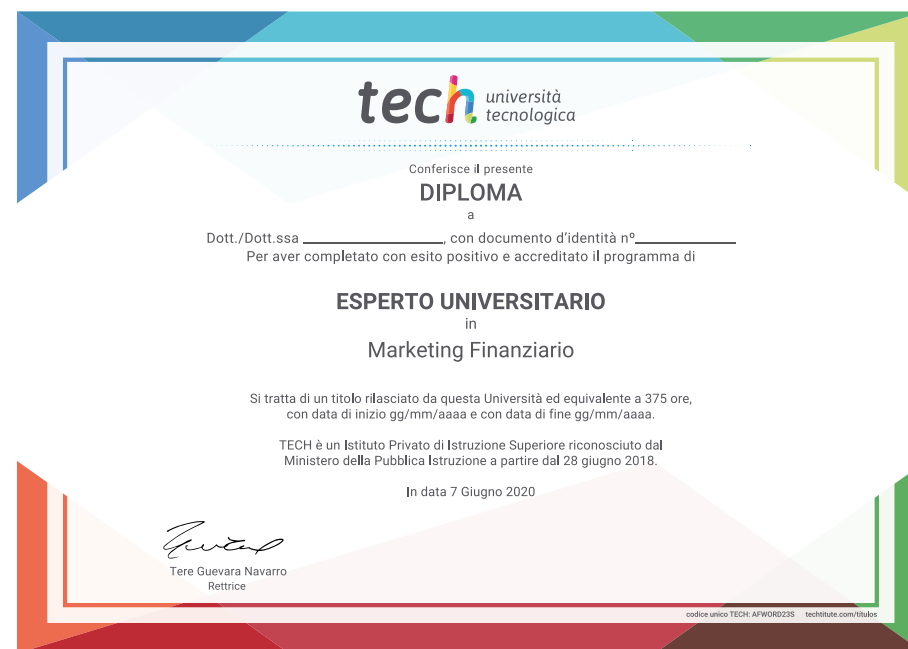 tech università
tecnologica
Conferisce il presente
DIPLOMA
a
Dott./Dott.ssa ________________, con documento d'identità nº____________
Per aver completato con esito positivo e accreditato il programma di
ESPERTO UNIVERSITARIO
in
Marketing Finanziario
Si tratta di un titolo rilasciato da questa Università ed equivalente a 375 ore,
con data di inizio gg/mm/aaaa e con data di fine gg/mm/aaaa.
TECH è un Istituto Privato di Istruzione Superiore riconosciuto dal
Ministero della Pubblica Istruzione a partire dal 28 giugno 2018.
In data 7 Giugno 2020
Tere Guevara Navarro
Rettrice
codice unico TECH: AFWORD23S techtitute.com/titulos